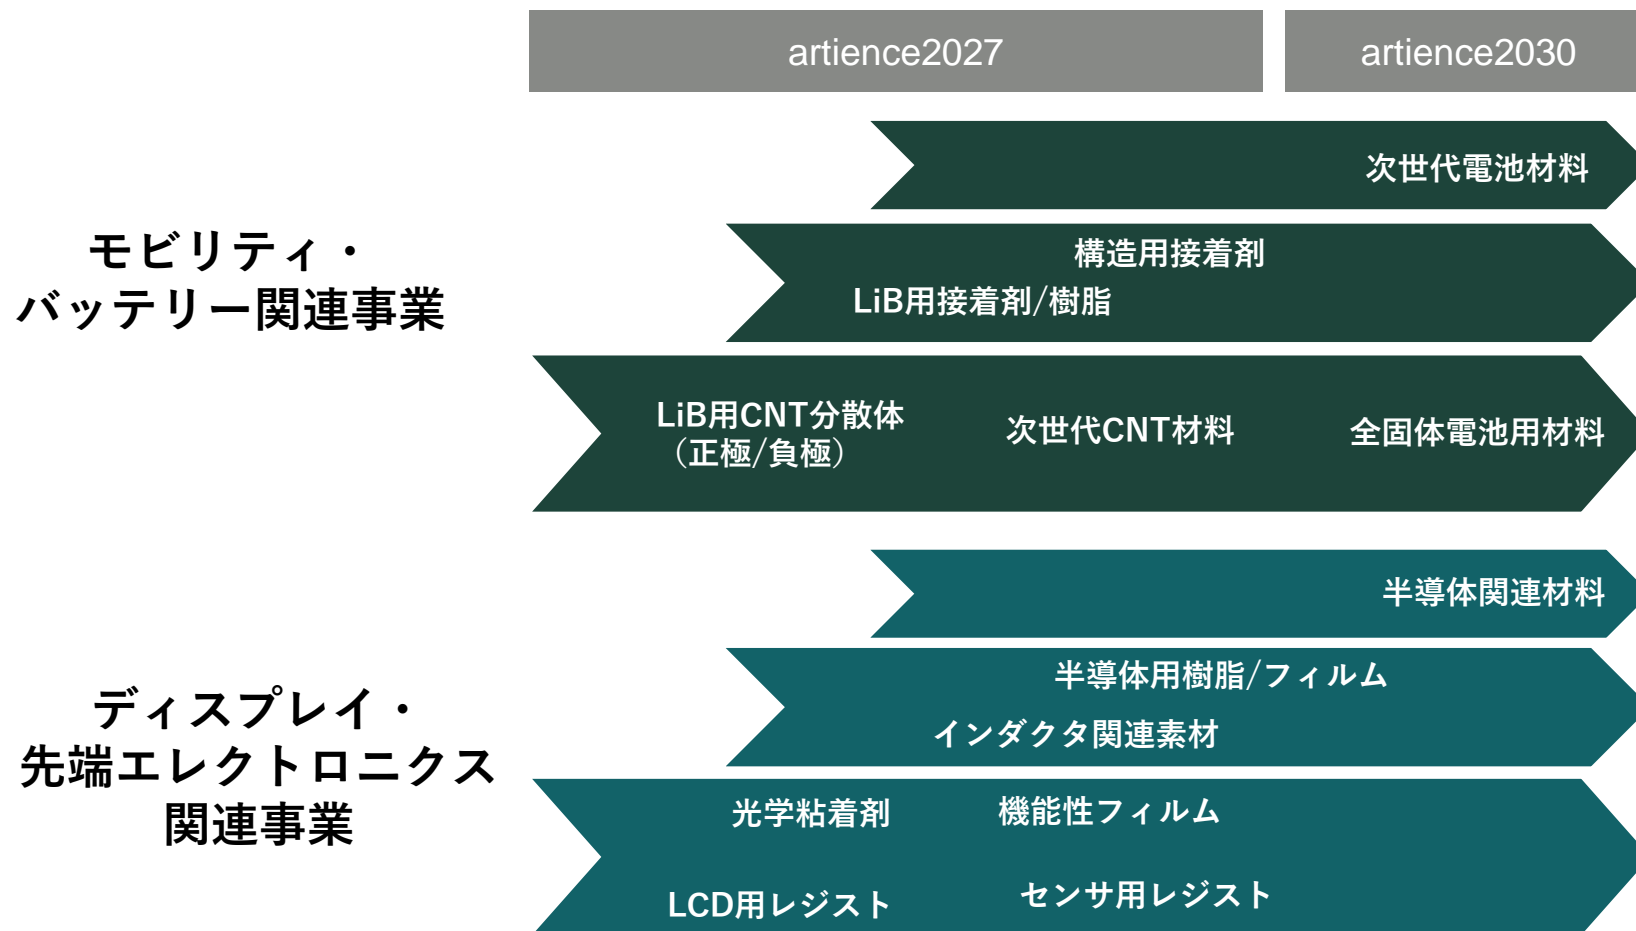 artience2027
artience2030
モビリティ・
バッテリー関連事業
次世代電池材料
構造用接着剤
LiB用接着剤/樹脂
LiB用CNT分散体
（正極/負極）
次世代CNT材料
全固体電池用材料
ディスプレイ・
先端エレクトロニクス
関連事業
半導体関連材料
半導体用樹脂/フィルム
インダクタ関連素材
光学粘着剤
機能性フィルム
LCD用レジスト
センサ用レジスト